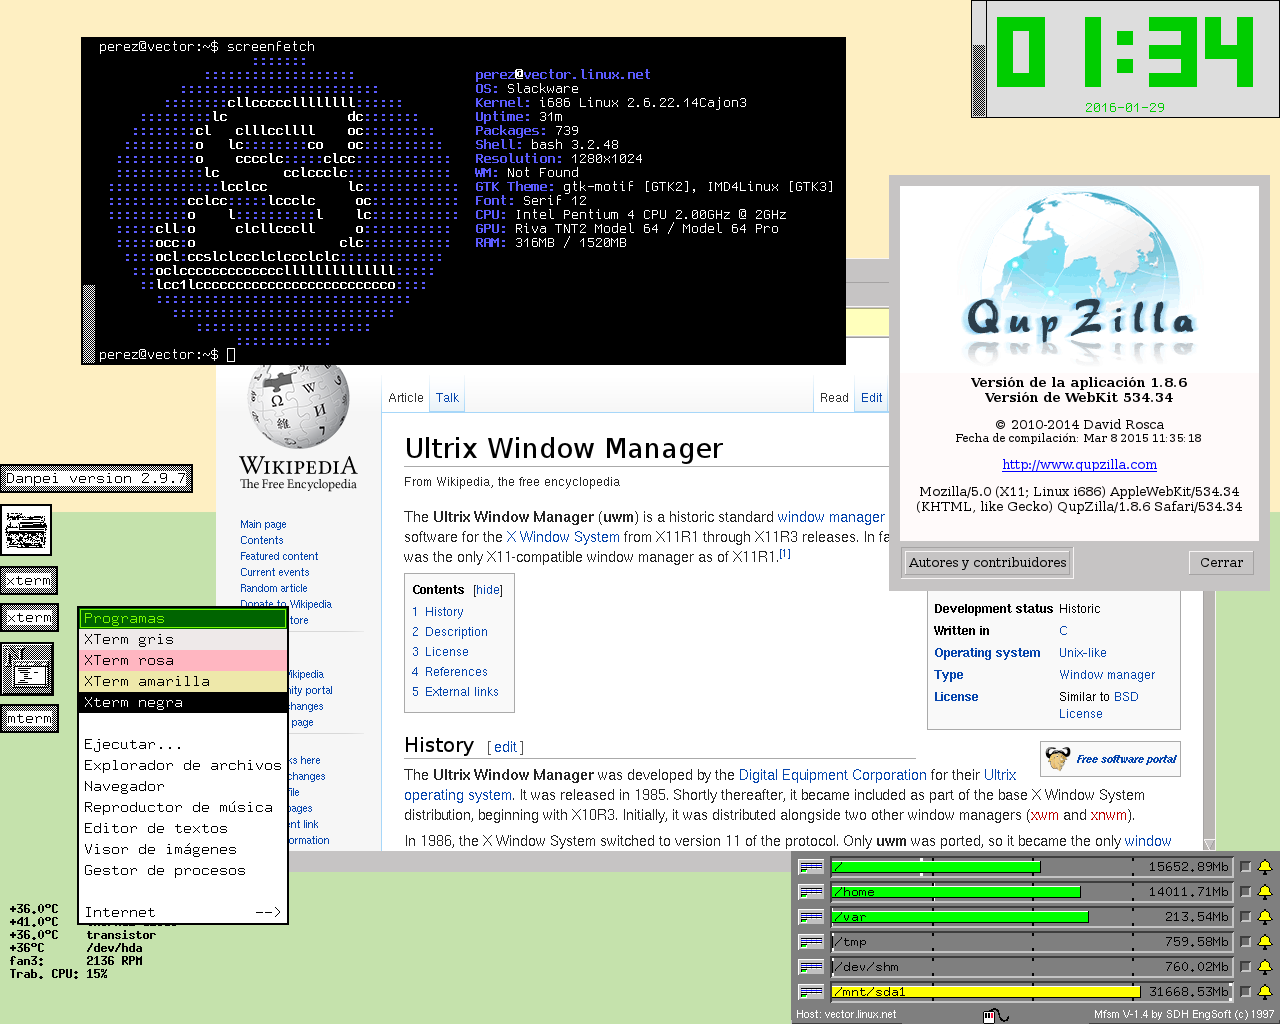 perez@vector:~$ screenfetch
perez@vector.linux.net
OS: Slackware
Kernel: i686 Linux 2.6.22.14Cajon3
Uptime: 31m
Packages: 739
Shell: bash 3.2.48
Resolution: 1280x1024
WM: Not Found
GTK Theme: gtk-motif [GTK2], IMD4Linux [GTK3]
Font: Serif 12
CPU: Intel Pentium 4 CPU 2.00GHz @ 2GHz
GPU: Riva TNT2 Model 64 / Model 64 Pro
RAM: 316MB / 1520MB
perez@vector:~$
01:34
2016-01-29
QupZilla
Versión de la aplicación 1.8.6
Versión de WebKit 534.34
© 2010-2014 David Rosca
Fecha de compilación: Mar 8 2015 11:35:18
http://www.qupzilla.com
Mozilla/5.0 (X11; Linux i686) AppleWebKit/534.34
(KHTML, like Gecko) QupZilla/1.8.6 Safari/534.34
Autores y contribuidores
Cerrar
WIKIPEDIA
The Free Encyclopedia
Main page
Contents
Featured content
Current events
Random article
Donate to Wikipedia
tore
ikipedia
nity portal
changes
page
ks here
changes
file
pages
ent link
ormation
Article
Talk
Read
Edit
Ultrix Window Manager
From Wikipedia, the free encyclopedia
The Ultrix Window Manager (uwm) is a historic standard window manager
software for the X Window System from X11R1 through X11R3 releases. In fa
was the only X11-compatible window manager as of X11R1.[1]
Contents [hide]
1 History
2 Description
3 License
4 References
5 External links
Development status Historic
Written in C
Operating system Unix-like
Type Window manager
License Similar to BSD
License
Free software portal
History [ edit ]
The Ultrix Window Manager was developed by the Digital Equipment Corporation for their Ultrix
operating system. It was released in 1985. Shortly thereafter, it became included as part of the base X Window System
distribution, beginning with X10R3. Initially, it was distributed alongside two other window managers (xwm and xnwm).
In 1986, the X Window System switched to version 11 of the protocol. Only uwm was ported, so it became the only window
Danpei version 2.9.7
xterm
xterm
mterm
Programas
XTerm gris
XTerm rosa
XTerm amarilla
Xterm negra
Ejecutar...
Explorador de archivos
Navegador
Reproductor de música
Editor de textos
Visor de imágenes
Gestor de procesos
Internet -->
+36.0°C
+41.0°C
+36.0°C transistor
+36°C /dev/hda
fan3: 2136 RPM
Trab. CPU: 15%
/ 15652.89Mb
/home 14011.71Mb
/var 213.54Mb
/tmp 759.58Mb
/dev/shm 760.02Mb
/mnt/sda1 31668.53Mb
Host: vector.linux.net
Mfsm V-1.4 by SDH EngSoft (c) 1997